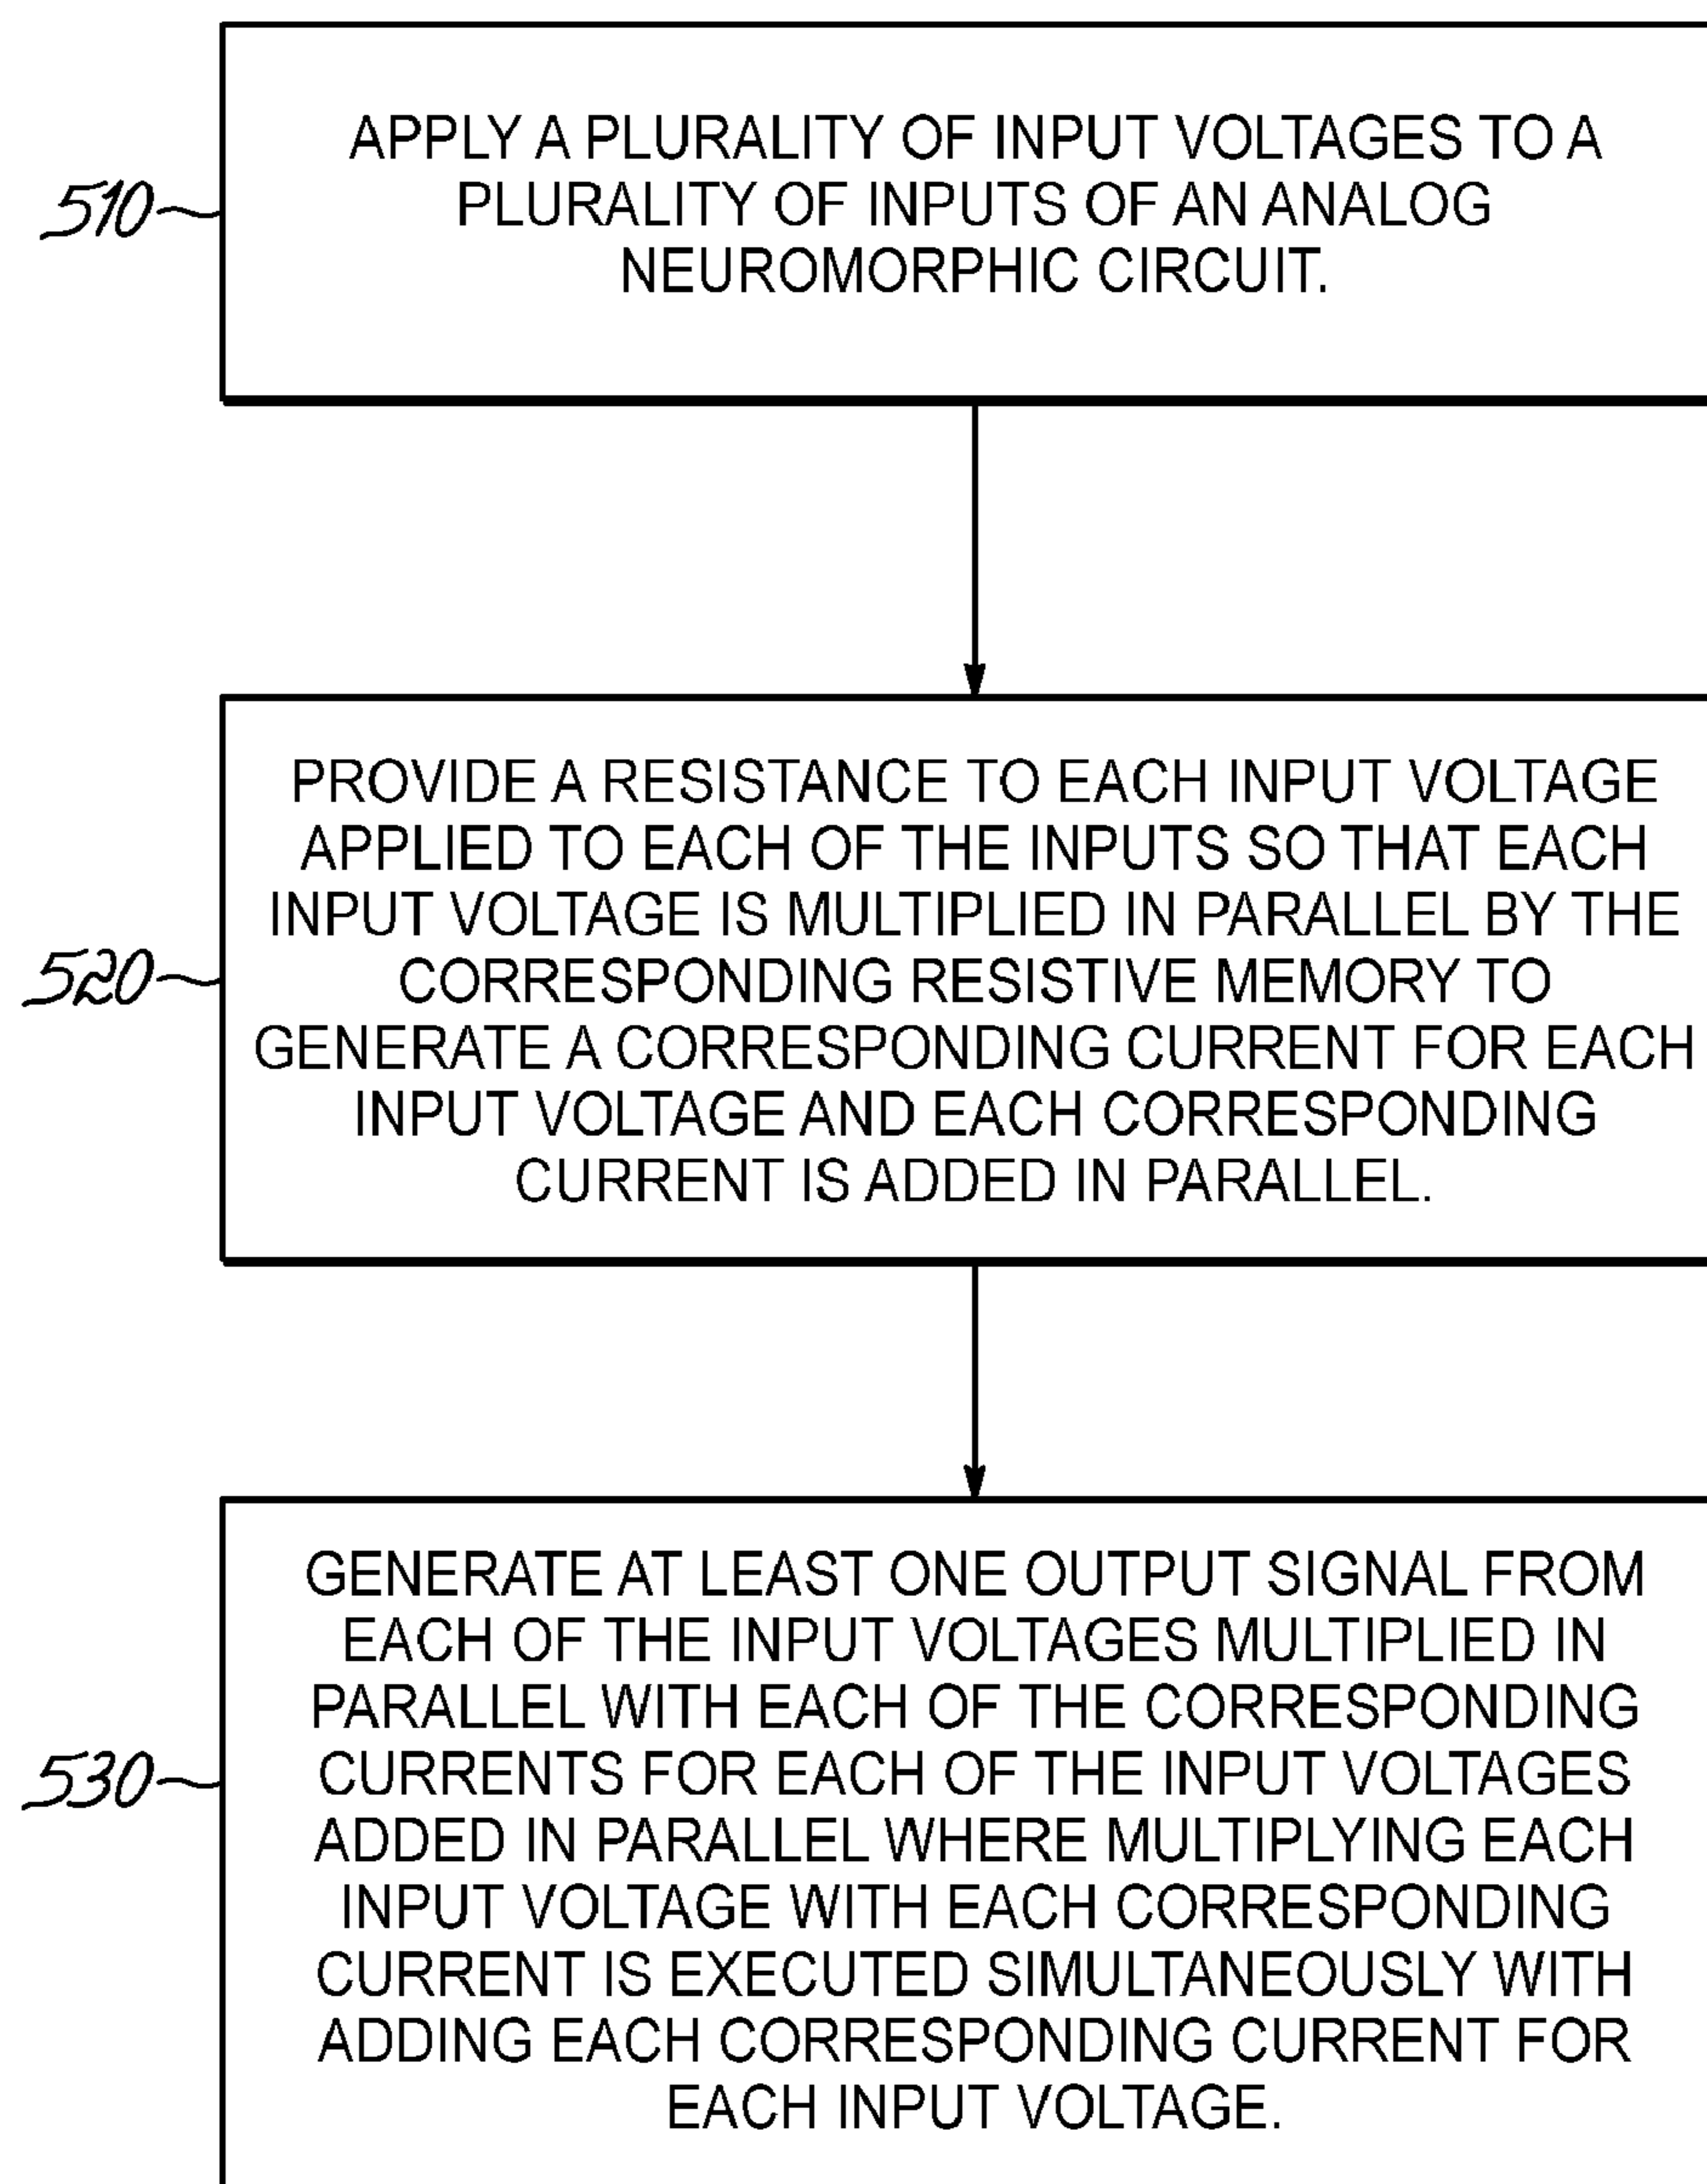 APPLY A PLURALITY OF INPUT VOLTAGES TO A
PLURALITY OF INPUTS OF AN ANALOG
NEUROMORPHIC CIRCUIT.
510
PROVIDE A RESISTANCE TO EACH INPUT VOLTAGE
APPLIED TO EACH OF THE INPUTS SO THAT EACH
INPUT VOLTAGE IS MULTIPLIED IN PARALLEL BY THE
CORRESPONDING RESISTIVE MEMORY TO
GENERATE A CORRESPONDING CURRENT FOR EACH
INPUT VOLTAGE AND EACH CORRESPONDING
CURRENT IS ADDED IN PARALLEL.
520
GENERATE AT LEAST ONE OUTPUT SIGNAL FROM
EACH OF THE INPUT VOLTAGES MULTIPLIED IN
PARALLEL WITH EACH OF THE CORRESPONDING
CURRENTS FOR EACH OF THE INPUT VOLTAGES
ADDED IN PARALLEL WHERE MULTIPLYING EACH
INPUT VOLTAGE WITH EACH CORRESPONDING
CURRENT IS EXECUTED SIMULTANEOUSLY WITH
ADDING EACH CORRESPONDING CURRENT FOR
EACH INPUT VOLTAGE.
530